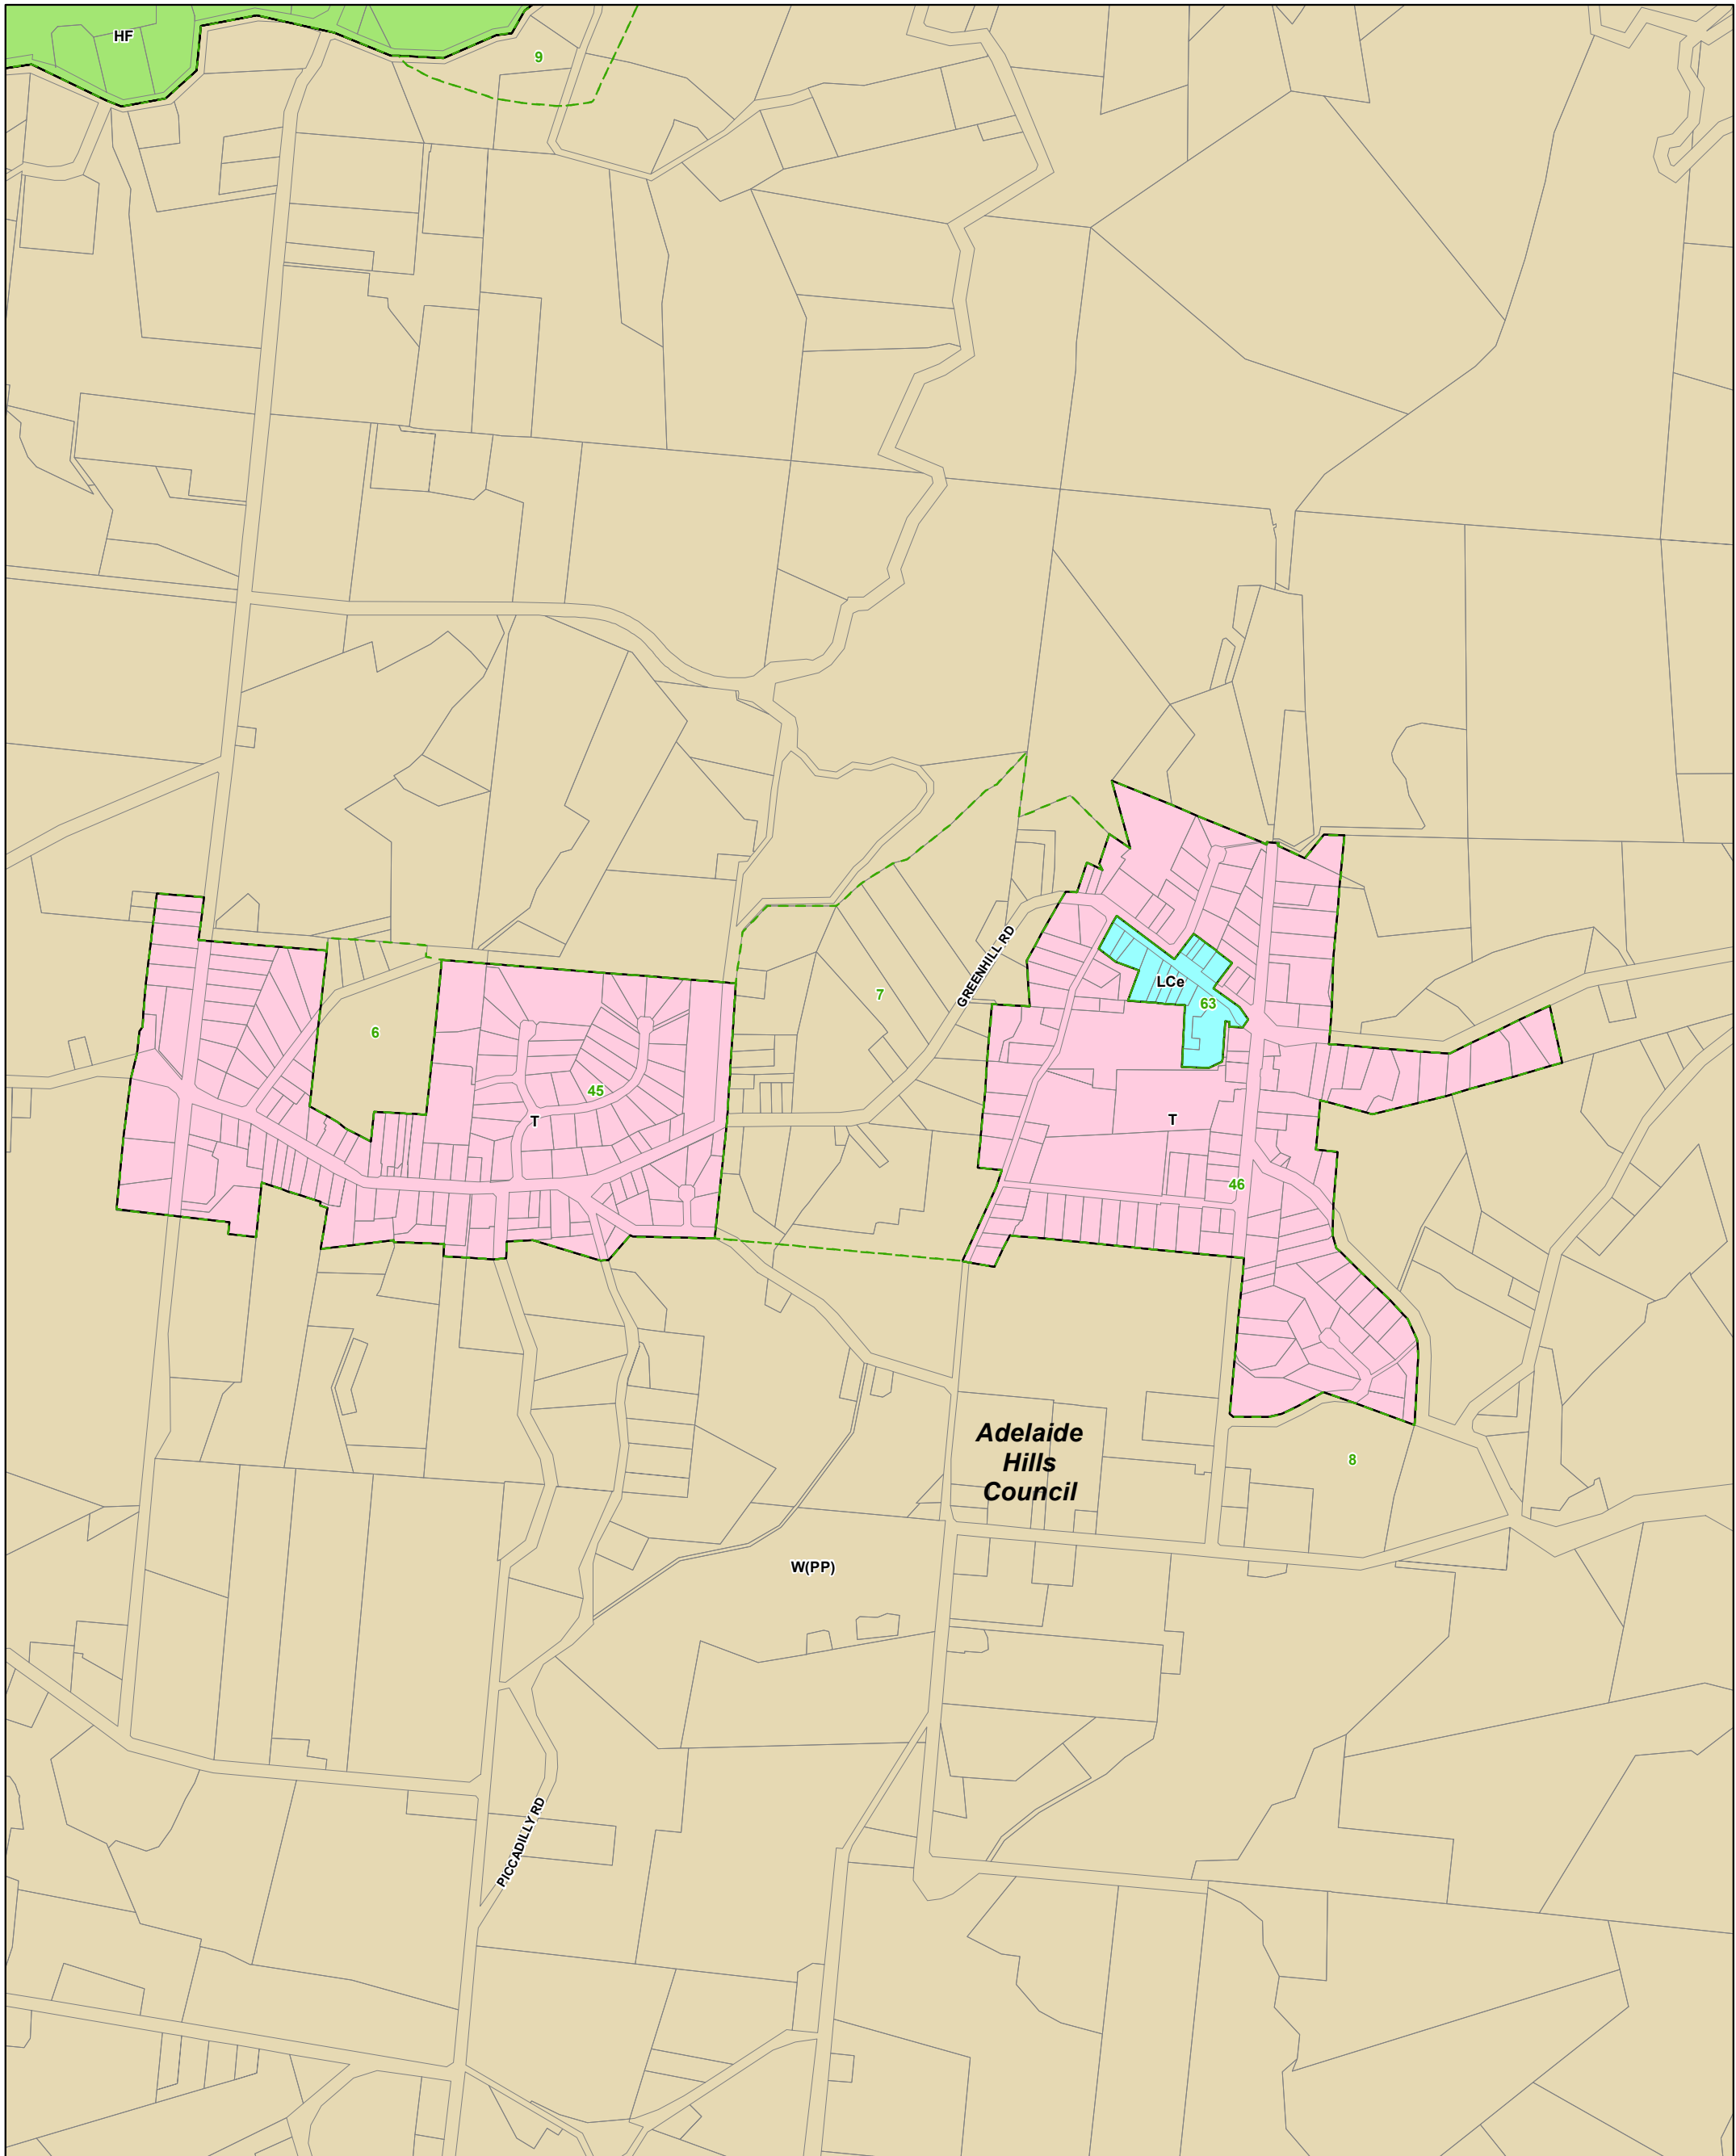 HF
9
GREENHILL RD
LCe
7
63
6
45
T
T
46
Adelaide
Hills
Council
8
W(PP)
PICCADILLY RD